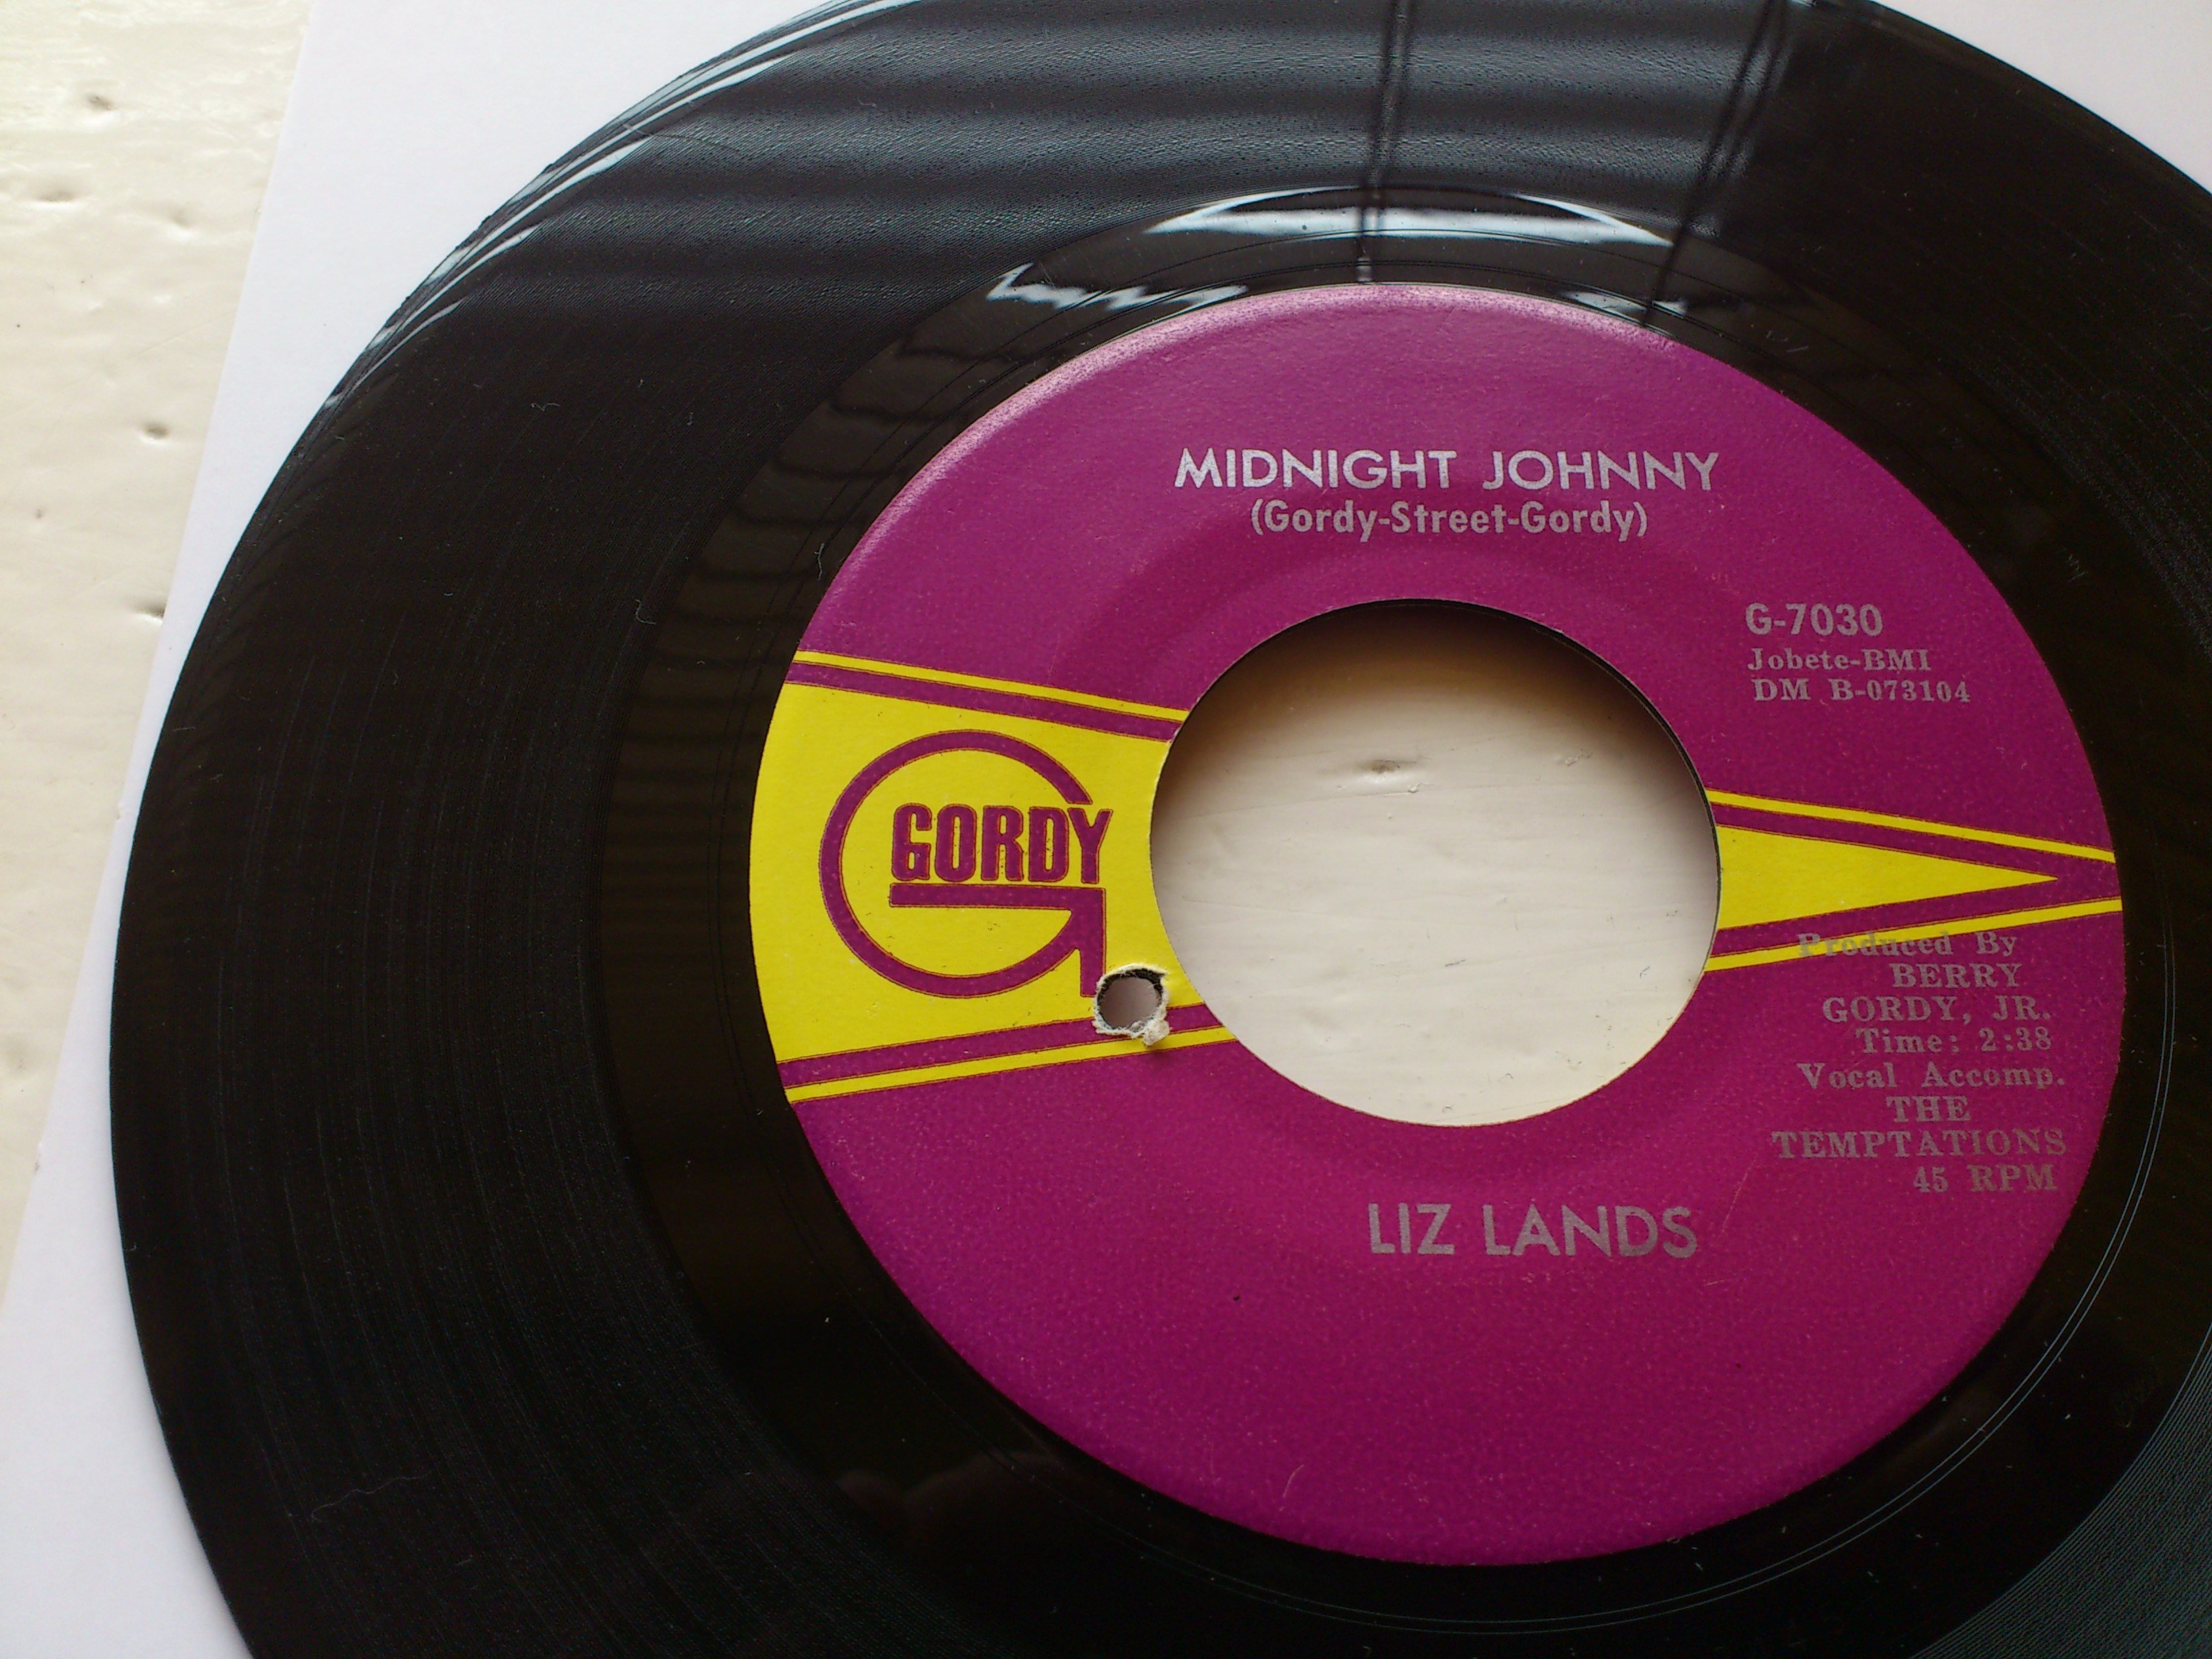 MIDNIGHT JOHNNY
(Gordy-Street-Gordy)
G-7030
Jobete-BMI
DM B-073104
GORDY
Produced By
BERRY
GORDY, JR.
Time: 2:38
Vocal Accomp.
THE
TEMPTATIONS
45 RPM
LIZ LANDS